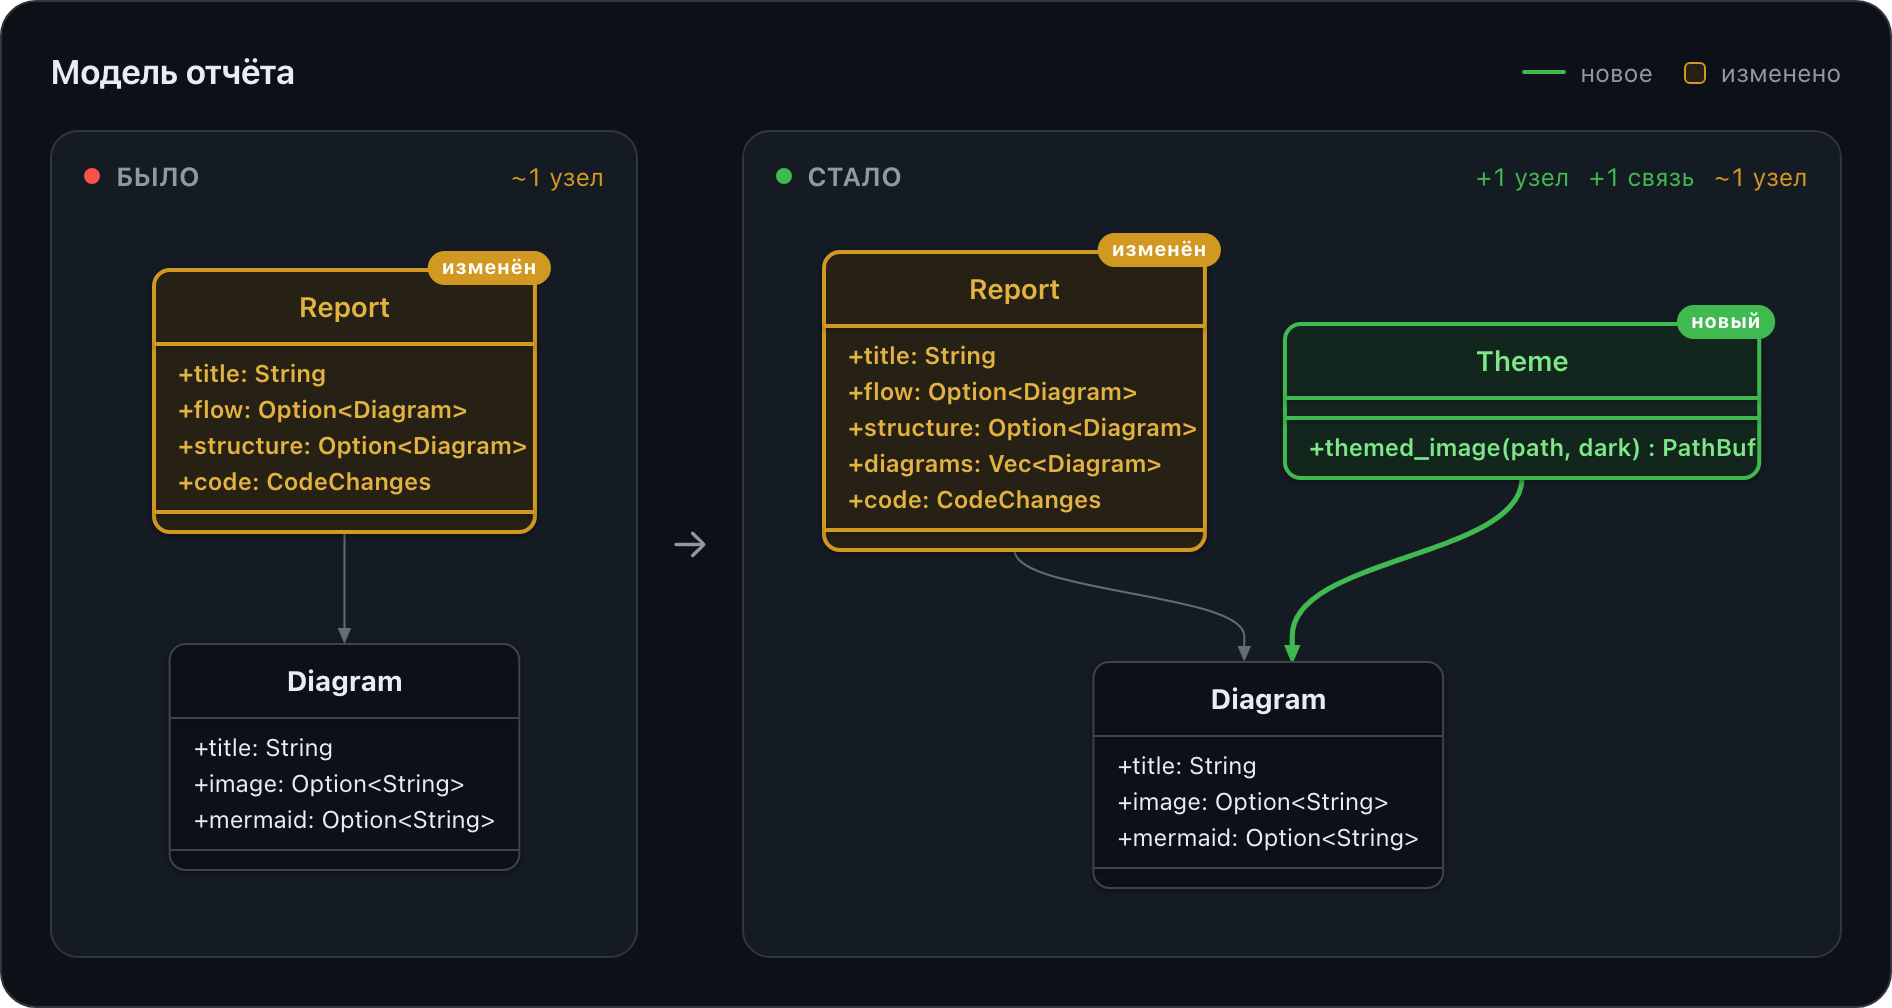 Модель отчёта
новое
изменено
БЫЛО
~1 узел
изменён
Report
+title: String
+flow: Option<Diagram>
+structure: Option<Diagram>
+code: CodeChanges
Diagram
+title: String
+image: Option<String>
+mermaid: Option<String>
СТАЛО
+1 узел +1 связь ~1 узел
изменён
Report
+title: String
+flow: Option<Diagram>
+structure: Option<Diagram>
+diagrams: Vec<Diagram>
+code: CodeChanges
новый
Theme
+themed_image(path, dark) : PathBuf
Diagram
+title: String
+image: Option<String>
+mermaid: Option<String>